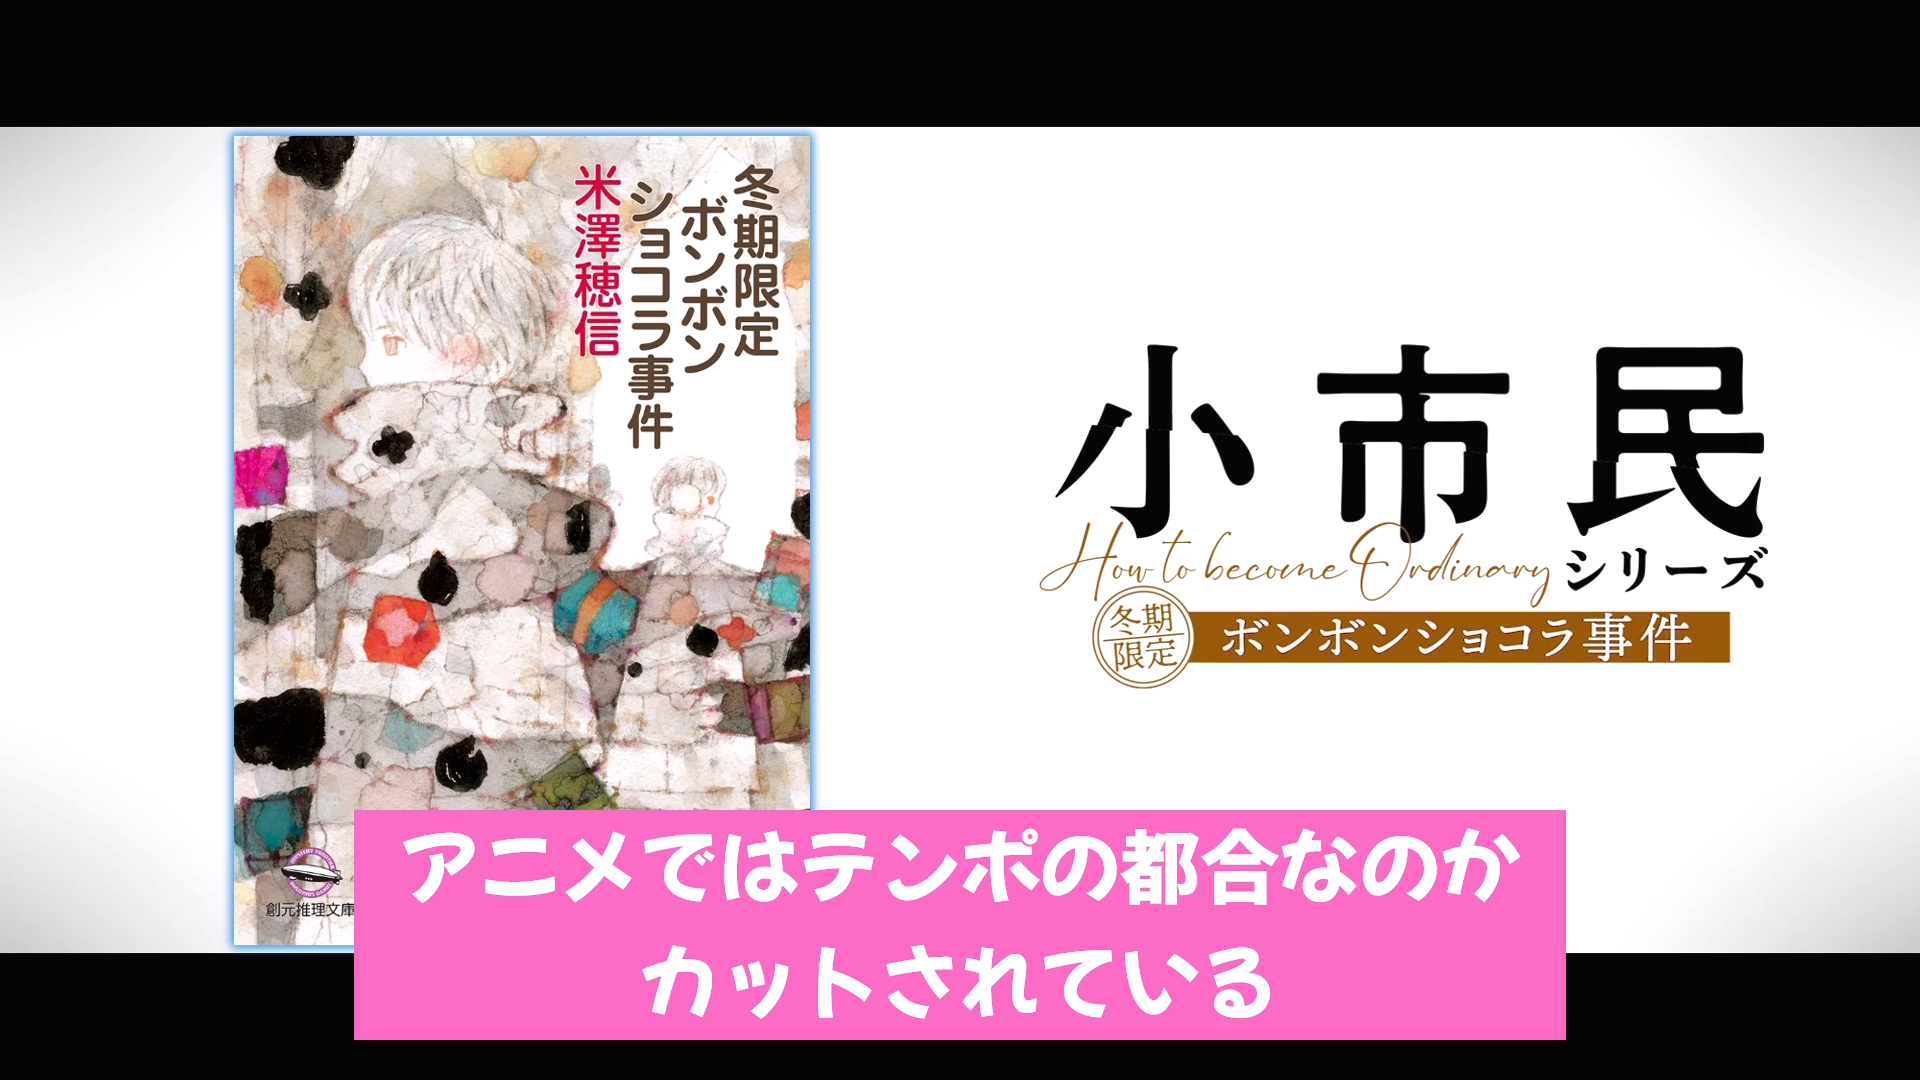 冬期限定
ボンボン
ショコラ事件
米澤穂信
創元推理文庫
小市民
How to become Ordinary
シリーズ
冬期
限定
ボンボンショコラ事件
アニメではテンポの都合なのか
カットされている